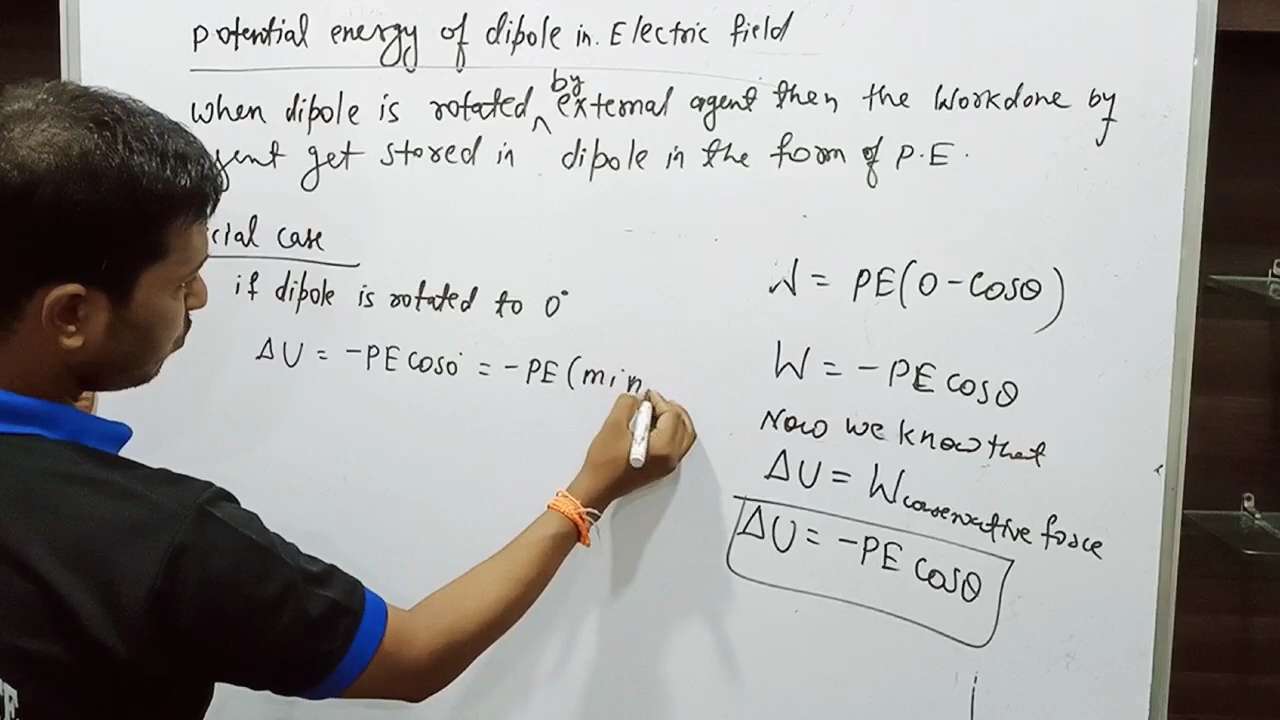 potential energy of dipole in. Electric field
when dipole is rotated by external agent then the workdone by
get stored in dipole in the form of P.E.
case
if dipole is rotated to 0°
ΔU = -PE cos0° = -PE (min
W = PE(0 - cosθ)
W = -PE cosθ
Now we know that
ΔU = W conservative force
ΔU = -PE cosθ